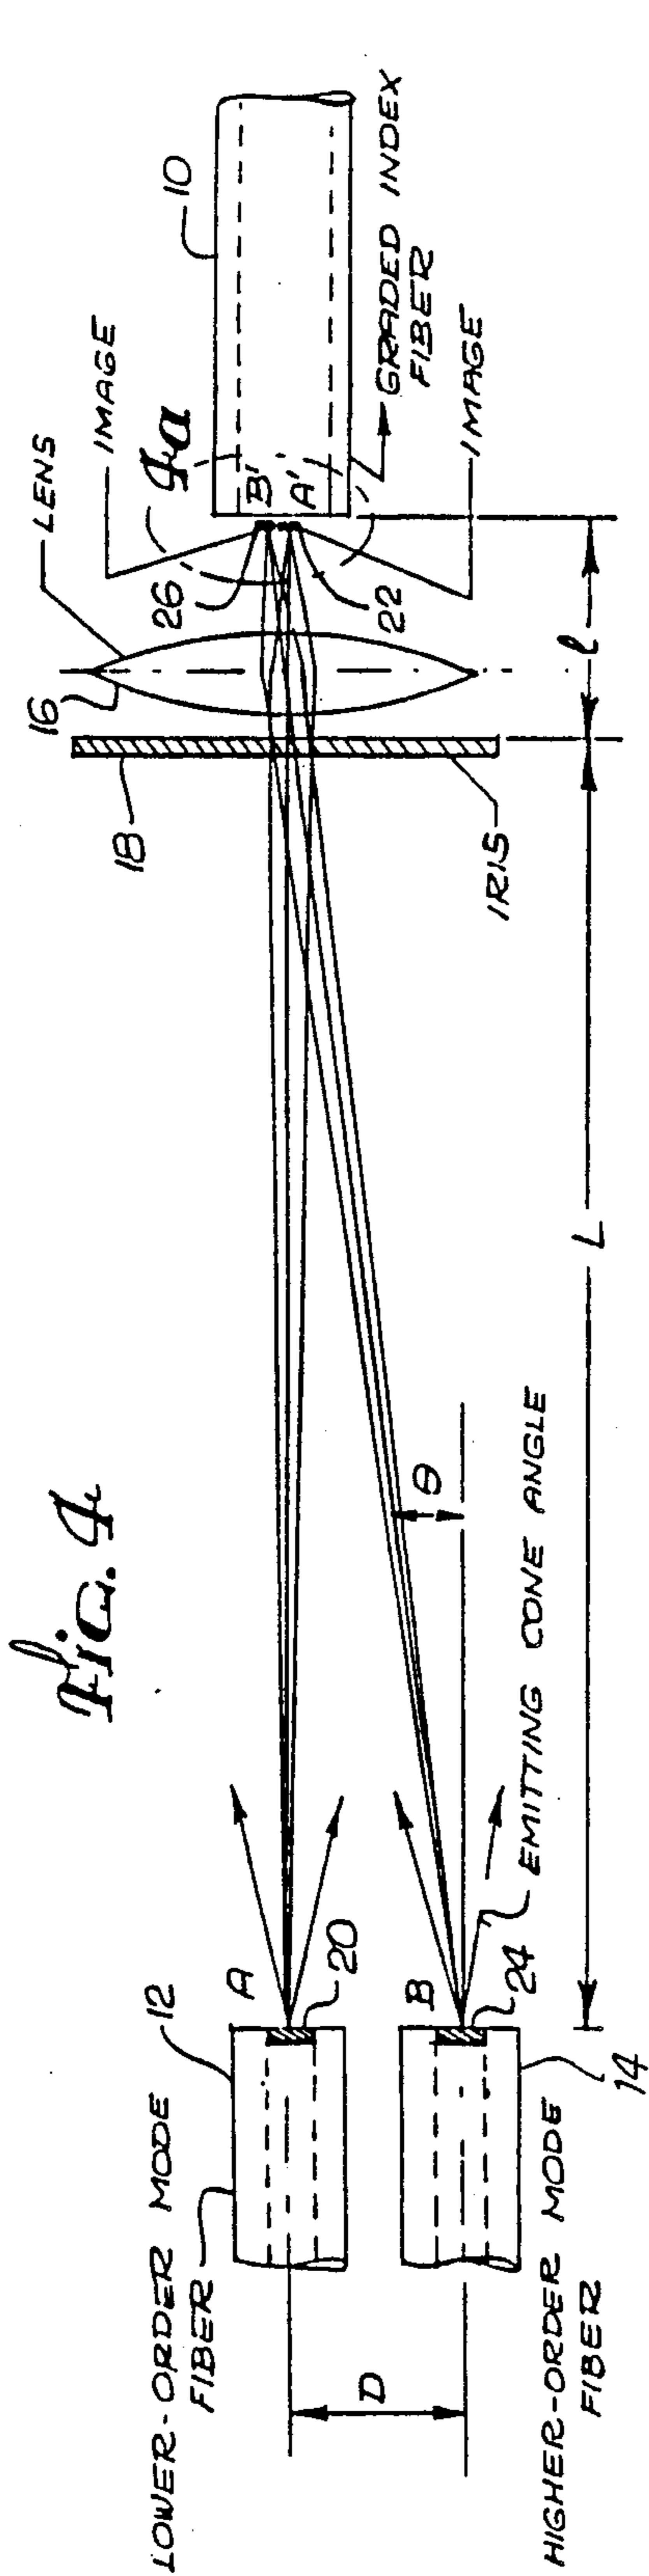 Fig. 4
LOWER-ORDER MODE
FIBER
12
A
20
D
B
24
14
HIGHER-ORDER MODE
FIBER
EMITTING CONE ANGLE
θ
L
18
IRIS
16
LENS
l
IMAGE
26
22
4a
B'
A'
IMAGE
10
GRADED INDEX
FIBER